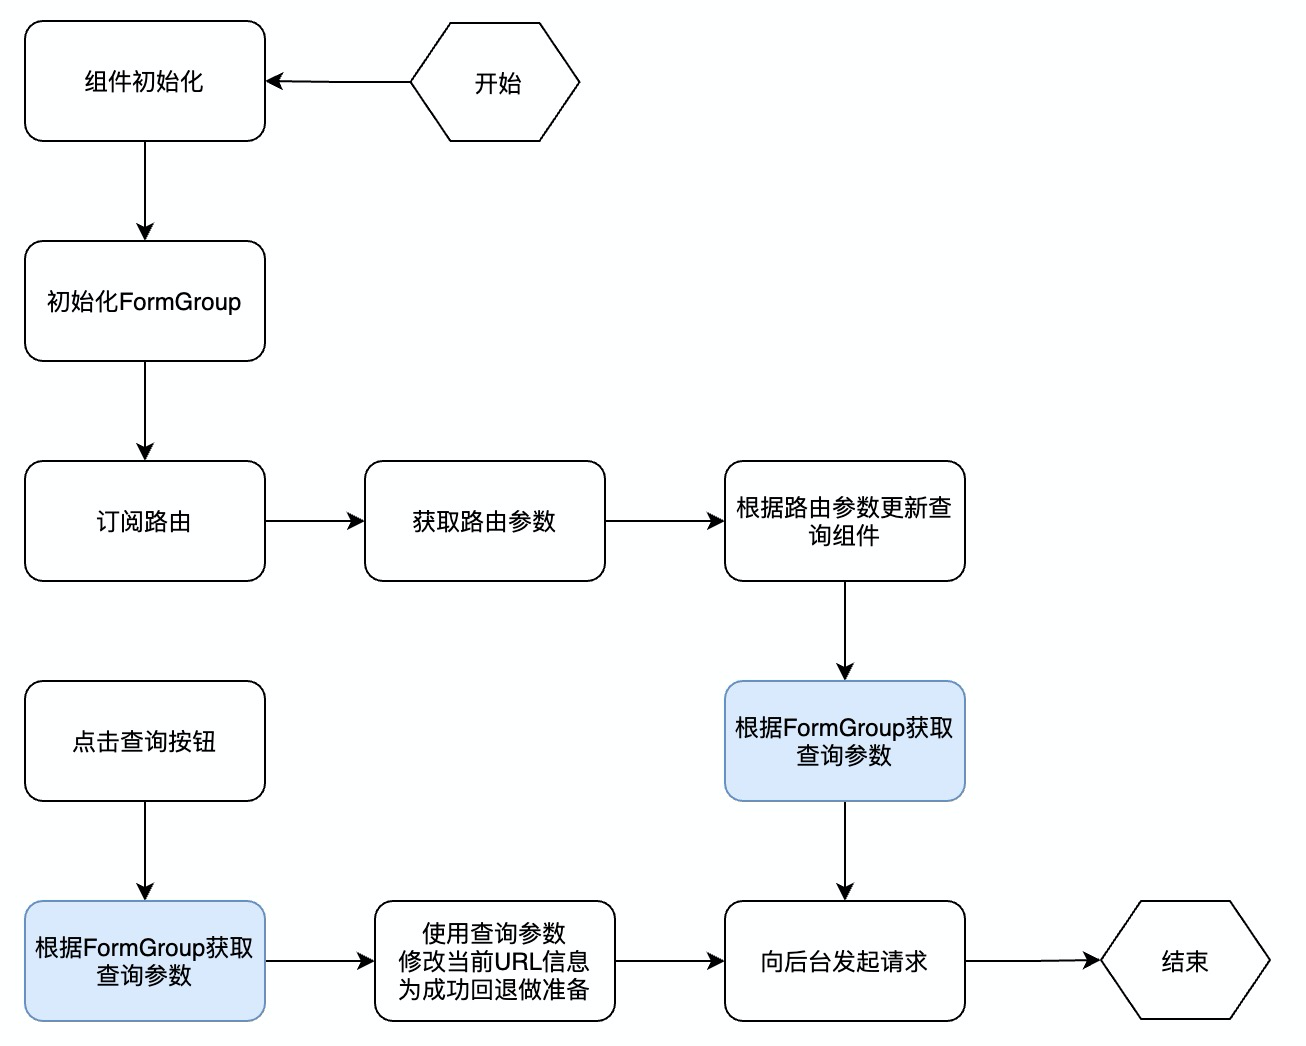 组件初始化
开始
初始化FormGroup
订阅路由
获取路由参数
根据路由参数更新查
询组件
点击查询按钮
根据FormGroup获取
查询参数
根据FormGroup获取
查询参数
使用查询参数
修改当前URL信息
为成功回退做准备
向后台发起请求
结束